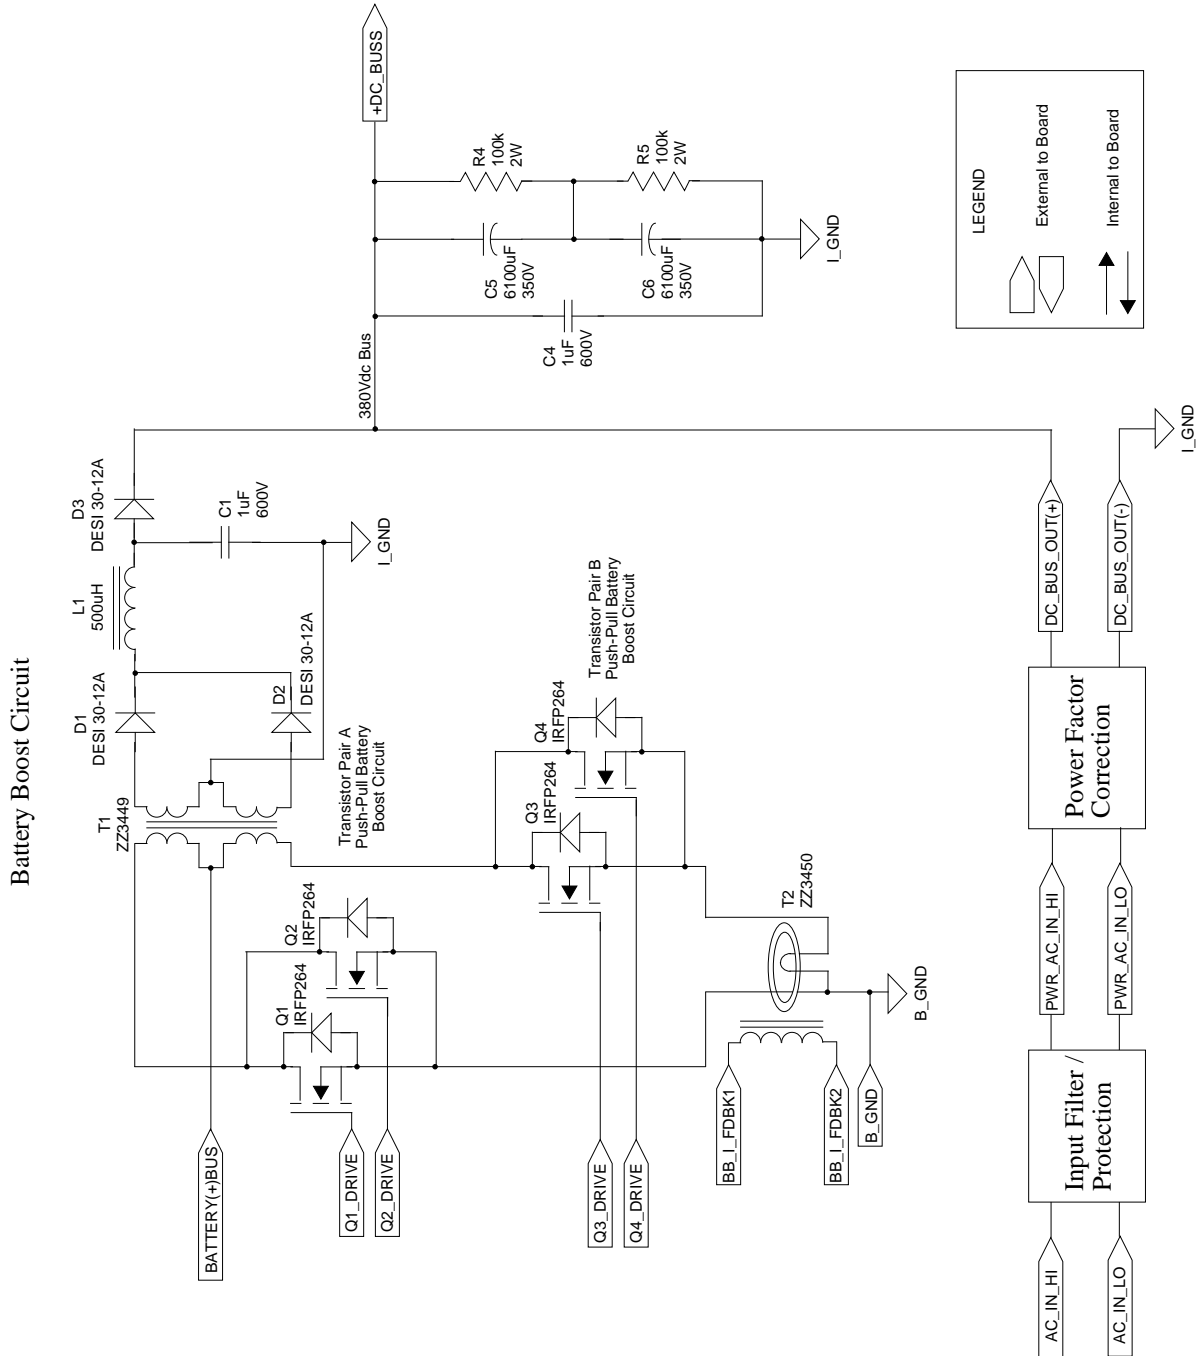 Battery Boost Circuit
T1
ZZ3449
D1
DESI 30-12A
D2
DESI 30-12A
L1
500uH
D3
DESI 30-12A
C1
1uF
600V
I_GND
380Vdc Bus
+DC_BUSS
C4
1uF
600V
C5
6100uF
350V
C6
6100uF
350V
R4
100k
2W
R5
100k
2W
I_GND
BATTERY(+)BUS
Q1
IRFP264
Q2
IRFP264
Transistor Pair A
Push-Pull Battery
Boost Circuit
Q1_DRIVE
Q2_DRIVE
Q3
IRFP264
Q4
IRFP264
Transistor Pair B
Push-Pull Battery
Boost Circuit
Q3_DRIVE
Q4_DRIVE
T2
ZZ3450
BB_I_FDBK1
BB_I_FDBK2
B_GND
B_GND
AC_IN_HI
AC_IN_LO
Input Filter /
Protection
PWR_AC_IN_HI
PWR_AC_IN_LO
Power Factor
Correction
DC_BUS_OUT(+)
DC_BUS_OUT(-)
I_GND
LEGEND
External to Board
Internal to Board